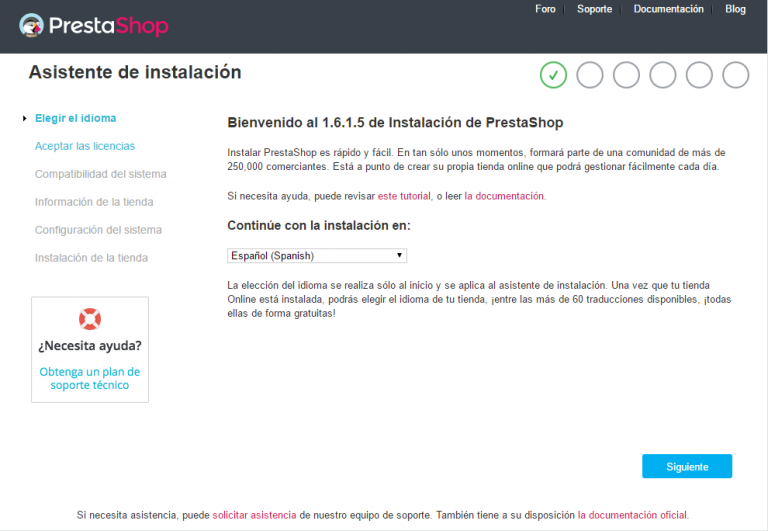 PrestaShop
Foro
Soporte
Documentación
Blog
Asistente de instalación
Elegir el idioma
Aceptar las licencias
Compatibilidad del sistema
Información de la tienda
Configuración del sistema
Instalación de la tienda
¿Necesita ayuda?
Obtenga un plan de
soporte técnico
Bienvenido al 1.6.1.5 de Instalación de PrestaShop
Instalar PrestaShop es rápido y fácil. En tan sólo unos momentos, formará parte de una comunidad de más de
250,000 comerciantes. Está a punto de crear su propia tienda online que podrá gestionar fácilmente cada día.
Si necesita ayuda, puede revisar este tutorial, o leer la documentación.
Continúe con la instalación en:
Español (Spanish)
La elección del idioma se realiza sólo al inicio y se aplica al asistente de instalación. Una vez que tu tienda
Online está instalada, podrás elegir el idioma de tu tienda, ¡entre las más de 60 traducciones disponibles, ¡todas
ellas de forma gratuitas!
Siguiente
Si necesita asistencia, puede solicitar asistencia de nuestro equipo de soporte. También tiene a su disposición la documentación oficial.